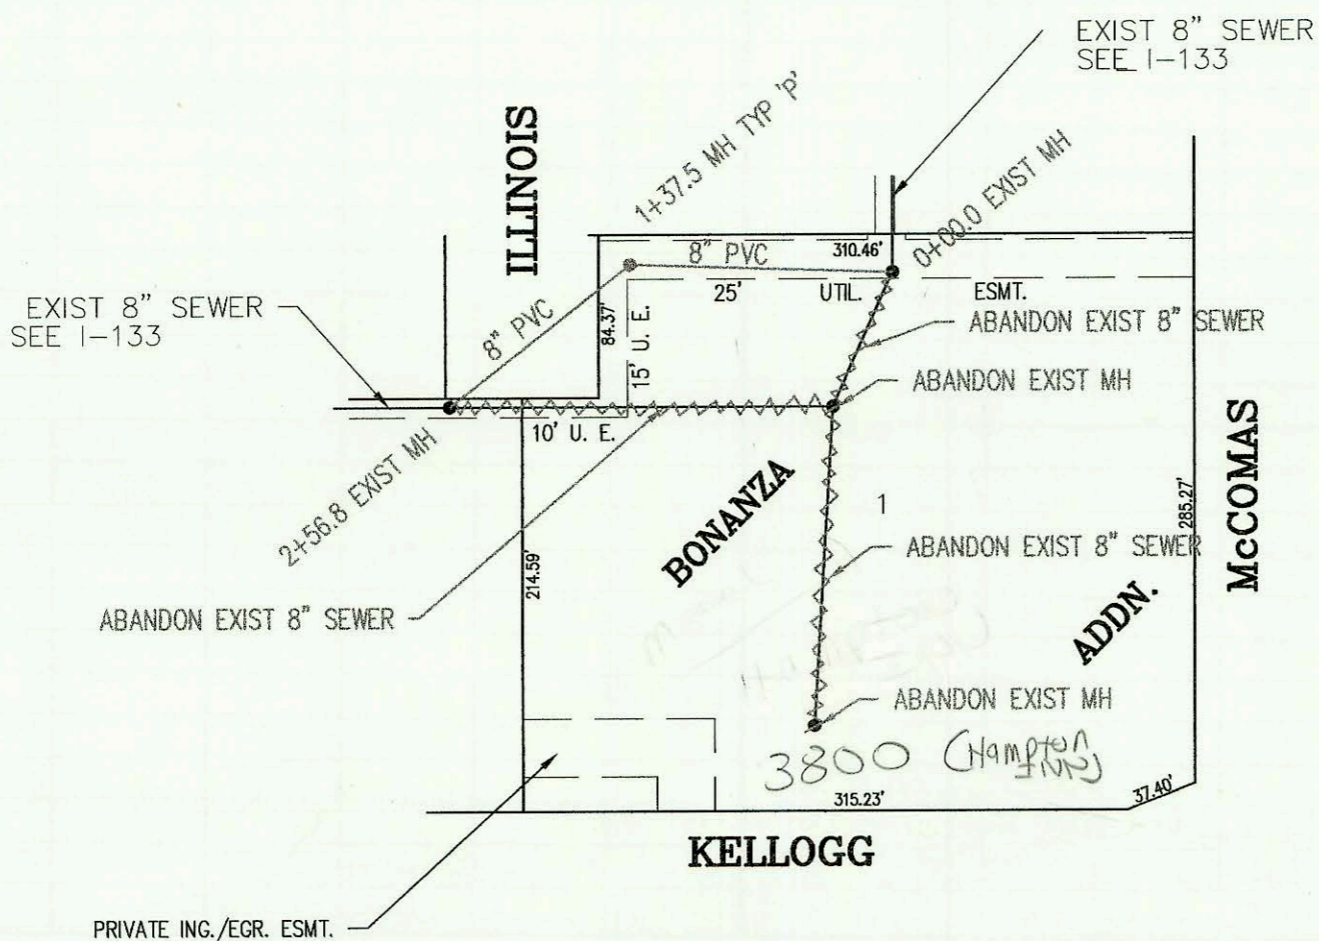 EXIST 8" SEWER
SEE I-133
ILLINOIS
1+37.5 MH TYP 'P'
0+00.0 EXIST MH
8" PVC
310.46'
25' UTIL. ESMT.
EXIST 8" SEWER
SEE I-133
8" PVC
84.37'
15' U. E.
ABANDON EXIST 8" SEWER
ABANDON EXIST MH
10' U. E.
2+56.8 EXIST MH
BONANZA
1
McCOMAS
285.27'
ABANDON EXIST 8" SEWER
214.59'
ABANDON EXIST 8" SEWER
ADDN.
ABANDON EXIST MH
3800 (Hampton
INN)
315.23'
37.40'
KELLOGG
PRIVATE ING./EGR. ESMT.